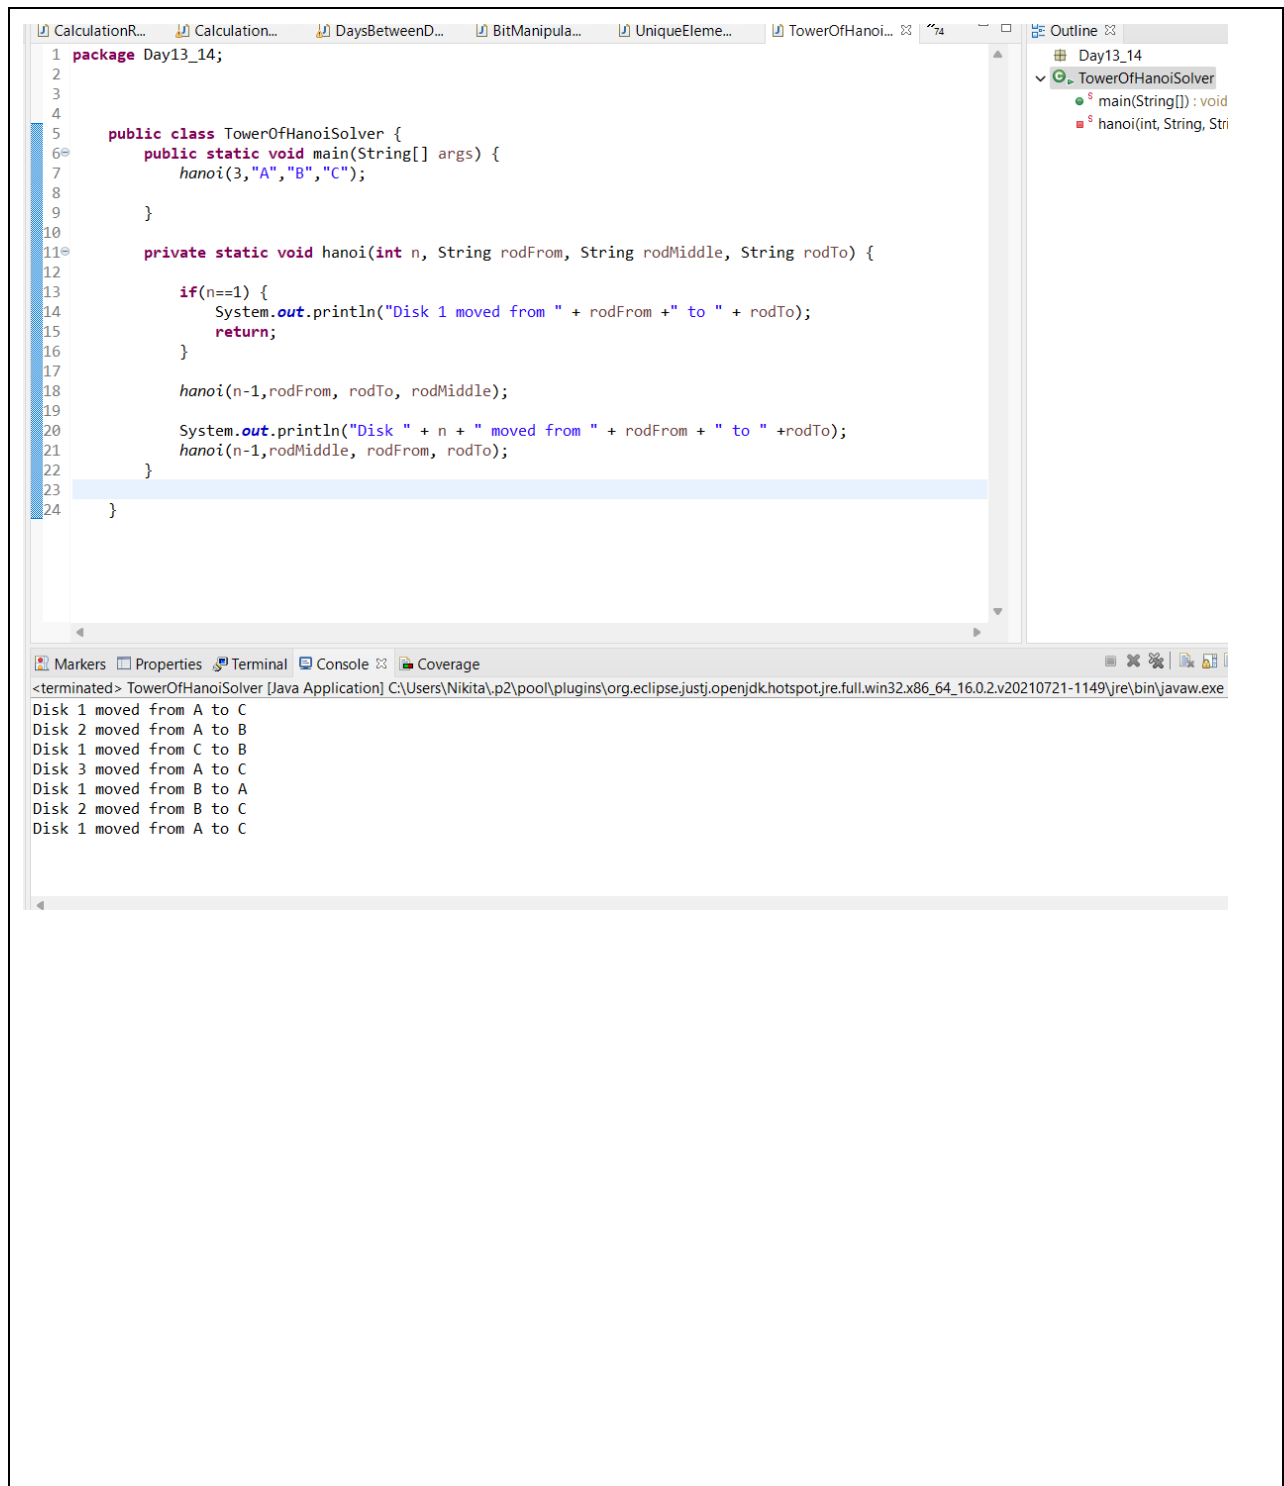 CalculationR... Calculation... DaysBetweenD... BitManipula... UniqueEleme... TowerOfHanoi... »74
1 package Day13_14;
2
3
4
5 public class TowerOfHanoiSolver {
6 public static void main(String[] args) {
7 hanoi(3,"A","B","C");
8
9 }
10
11 private static void hanoi(int n, String rodFrom, String rodMiddle, String rodTo) {
12
13 if(n==1) {
14 System.out.println("Disk 1 moved from " + rodFrom +" to " + rodTo);
15 return;
16 }
17
18 hanoi(n-1,rodFrom, rodTo, rodMiddle);
19
20 System.out.println("Disk " + n + " moved from " + rodFrom + " to " +rodTo);
21 hanoi(n-1,rodMiddle, rodFrom, rodTo);
22 }
23
24 }
Outline
Day13_14
TowerOfHanoiSolver
S main(String[]) : void
S hanoi(int, String, Stri
Markers Properties Terminal Console Coverage
<terminated> TowerOfHanoiSolver [Java Application] C:\Users\Nikita\.p2\pool\plugins\org.eclipse.justj.openjdk.hotspot.jre.full.win32.x86_64_16.0.2.v20210721-1149\jre\bin\javaw.exe
Disk 1 moved from A to C
Disk 2 moved from A to B
Disk 1 moved from C to B
Disk 3 moved from A to C
Disk 1 moved from B to A
Disk 2 moved from B to C
Disk 1 moved from A to C